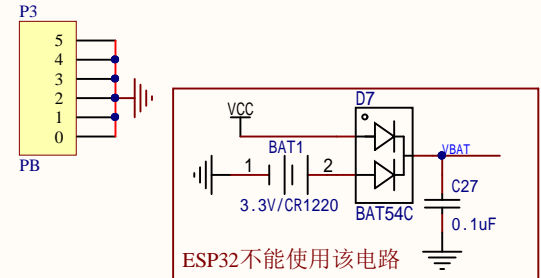 P3
5
4
3
2
1
0
PB
VCC
D7
BAT1
1
2
3.3V/CR1220
BAT54C
VBAT
C27
0.1uF
ESP32不能使用该电路